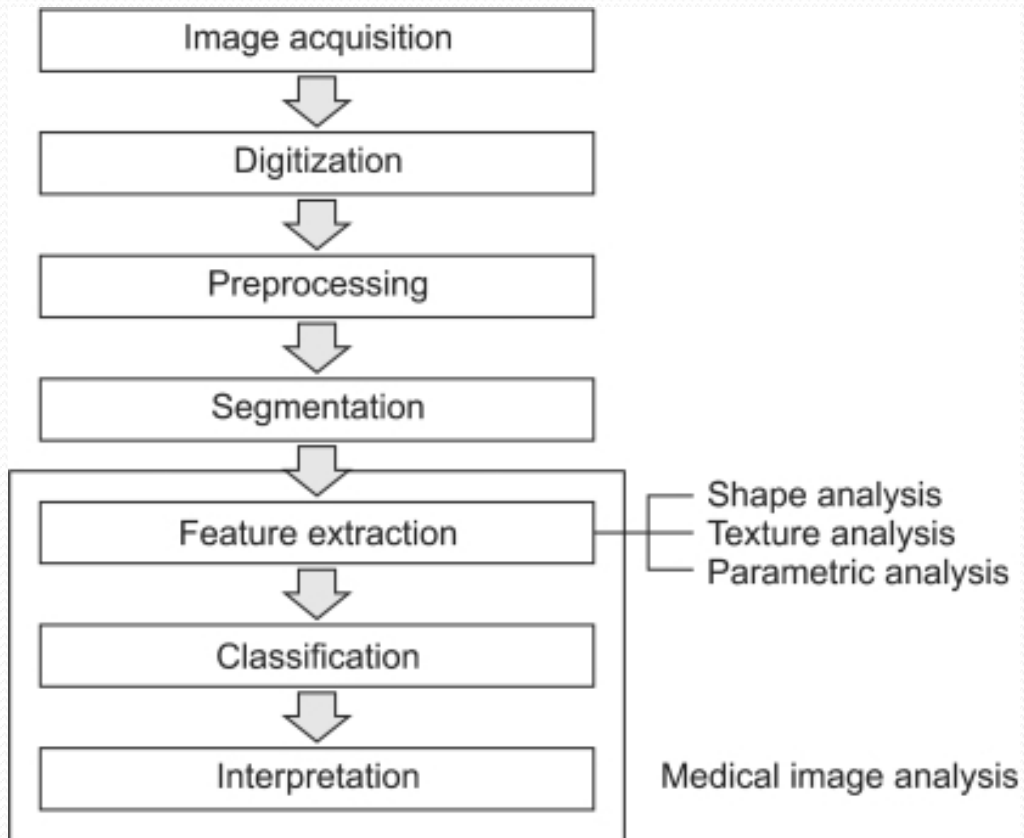 Image acquisition
Digitization
Preprocessing
Segmentation
Feature extraction
Shape analysis
Texture analysis
Parametric analysis
Classification
Interpretation
Medical image analysis